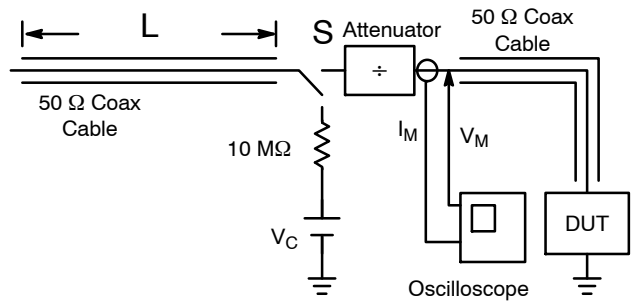 L
S
Attenuator
÷
50 Ω Coax
Cable
50 Ω Coax
Cable
10 MΩ
I_M
V_M
V_C
DUT
Oscilloscope